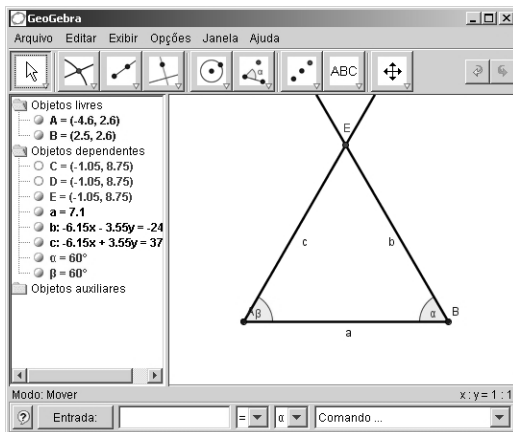 GeoGebra
Arquivo Editar Exibir Opções Janela Ajuda
ABC
Objetos livres
A = (-4.6, 2.6)
B = (2.5, 2.6)
Objetos dependentes
C = (-1.05, 8.75)
D = (-1.05, 8.75)
E = (-1.05, 8.75)
a = 7.1
b: -6.15x - 3.55y = -24
c: -6.15x + 3.55y = 37
α = 60°
β = 60°
Objetos auxiliares
E
c b
A β α B
a
Modo: Mover x : y = 1 : 1
Entrada: = α Comando ...